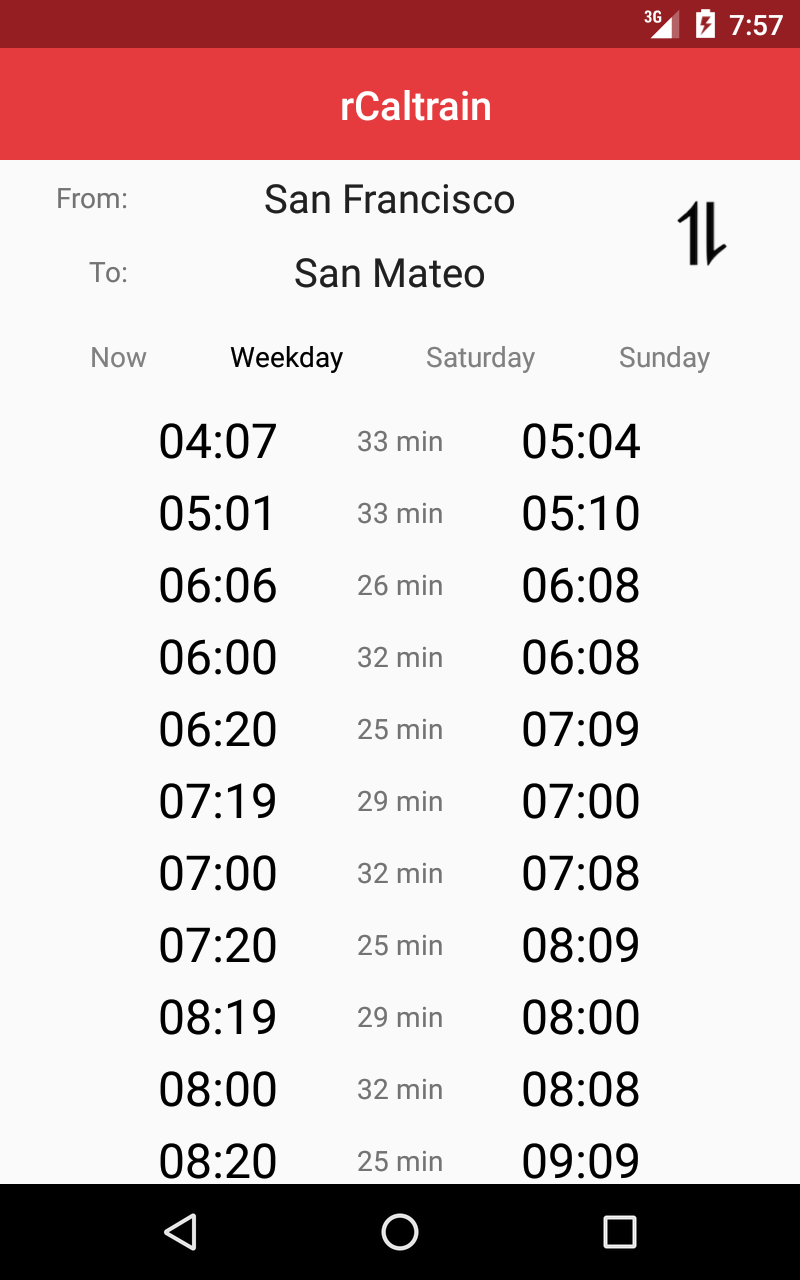 3G 7:57
rCaltrain
From: San Francisco
To: San Mateo
Now Weekday Saturday Sunday
04:07 33 min 05:04
05:01 33 min 05:10
06:06 26 min 06:08
06:00 32 min 06:08
06:20 25 min 07:09
07:19 29 min 07:00
07:00 32 min 07:08
07:20 25 min 08:09
08:19 29 min 08:00
08:00 32 min 08:08
08:20 25 min 09:09